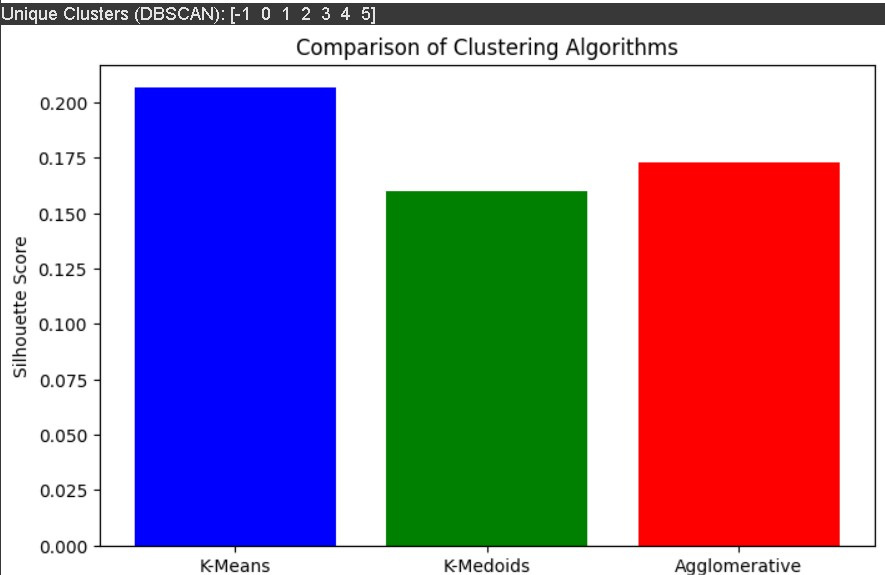 Unique Clusters (DBSCAN): [-1 0 1 2 3 4 5]
Comparison of Clustering Algorithms
Silhouette Score
0.200
0.175
0.150
0.125
0.100
0.075
0.050
0.025
0.000
K-Means K-Medoids Agglomerative